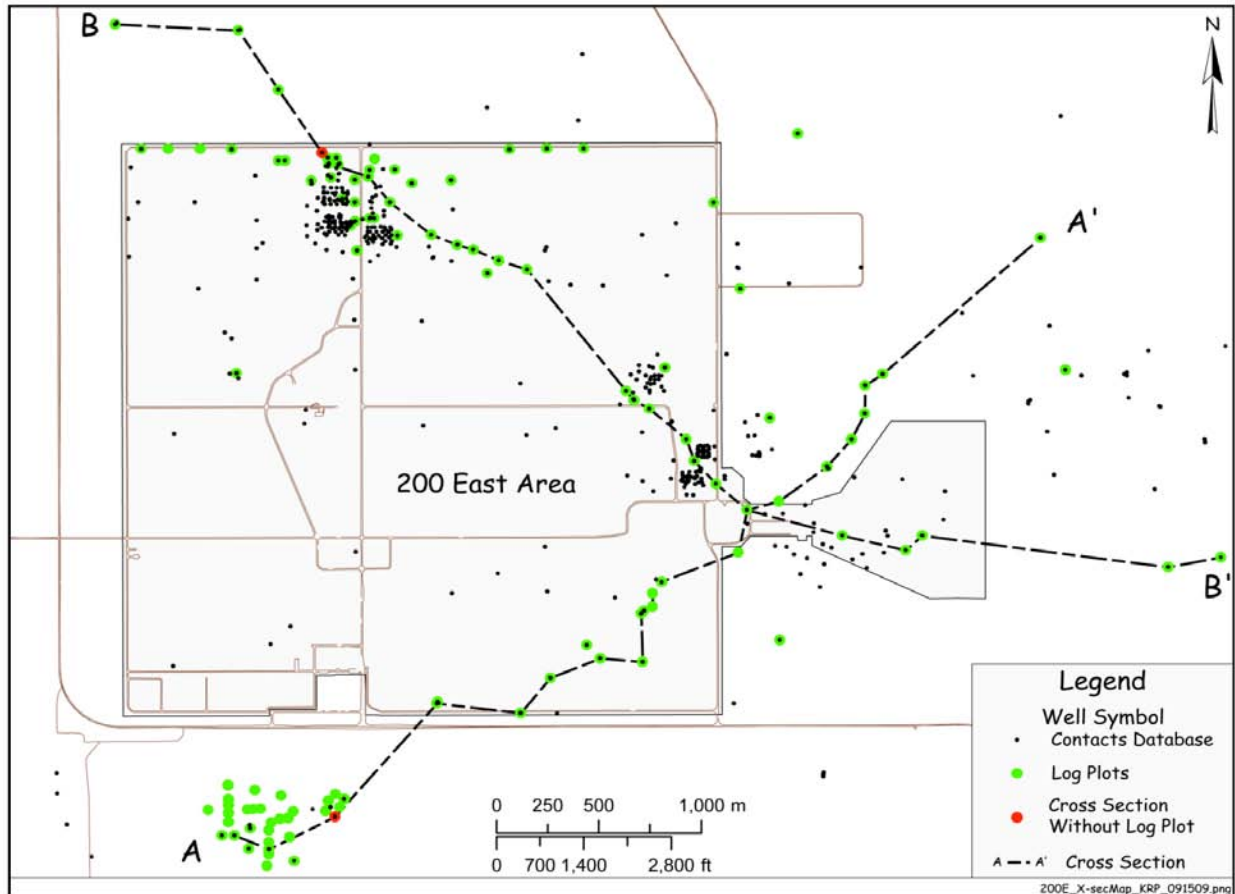 B
N
A'
200 East Area
B'
A
Legend
Well Symbol
Contacts Database
Log Plots
Cross Section
Without Log Plot
A A' Cross Section
0 250 500 1,000 m
0 700 1,400 2,800 ft
200E_X-secMap_KRP_091509.png